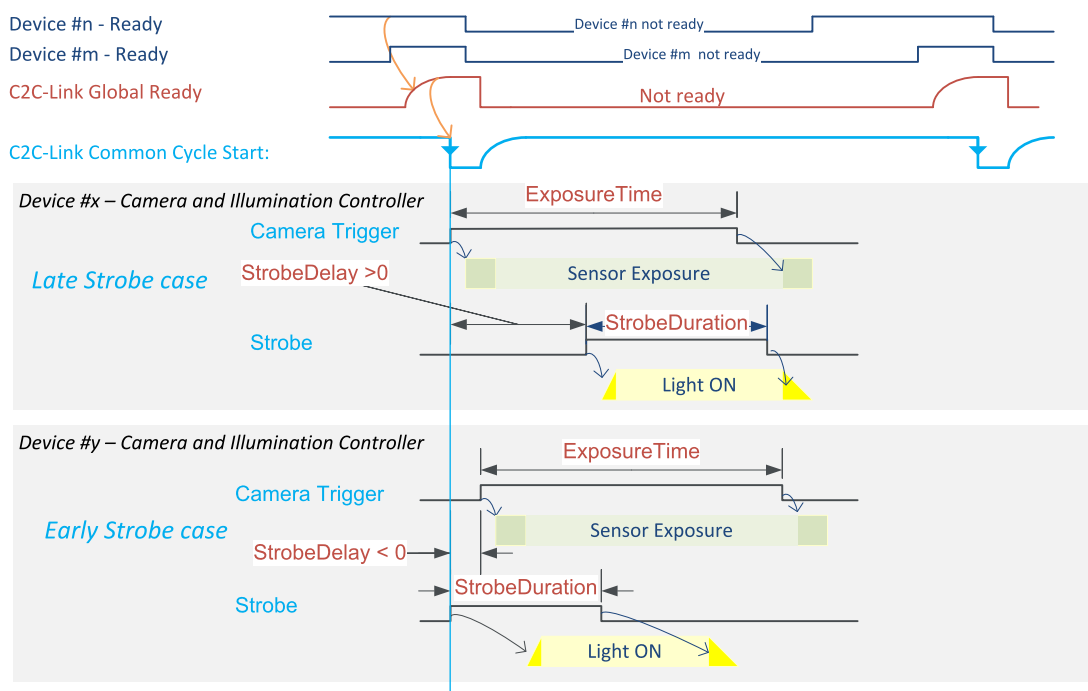 Device #n - Ready
Device #n not ready
Device #m - Ready
Device #m  not ready
C2C-Link Global Ready
Not ready
C2C-Link Common Cycle Start:
Device #x – Camera and Illumination Controller
ExposureTime
Camera Trigger
Late Strobe case
StrobeDelay >0
Sensor Exposure
StrobeDuration
Strobe
Light ON
Device #y – Camera and Illumination Controller
ExposureTime
Camera Trigger
Early Strobe case
Sensor Exposure
StrobeDelay < 0
StrobeDuration
Strobe
Light ON